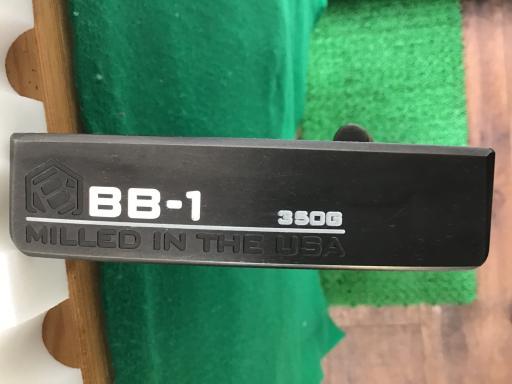 BB-1
350G
MILLED IN THE USA